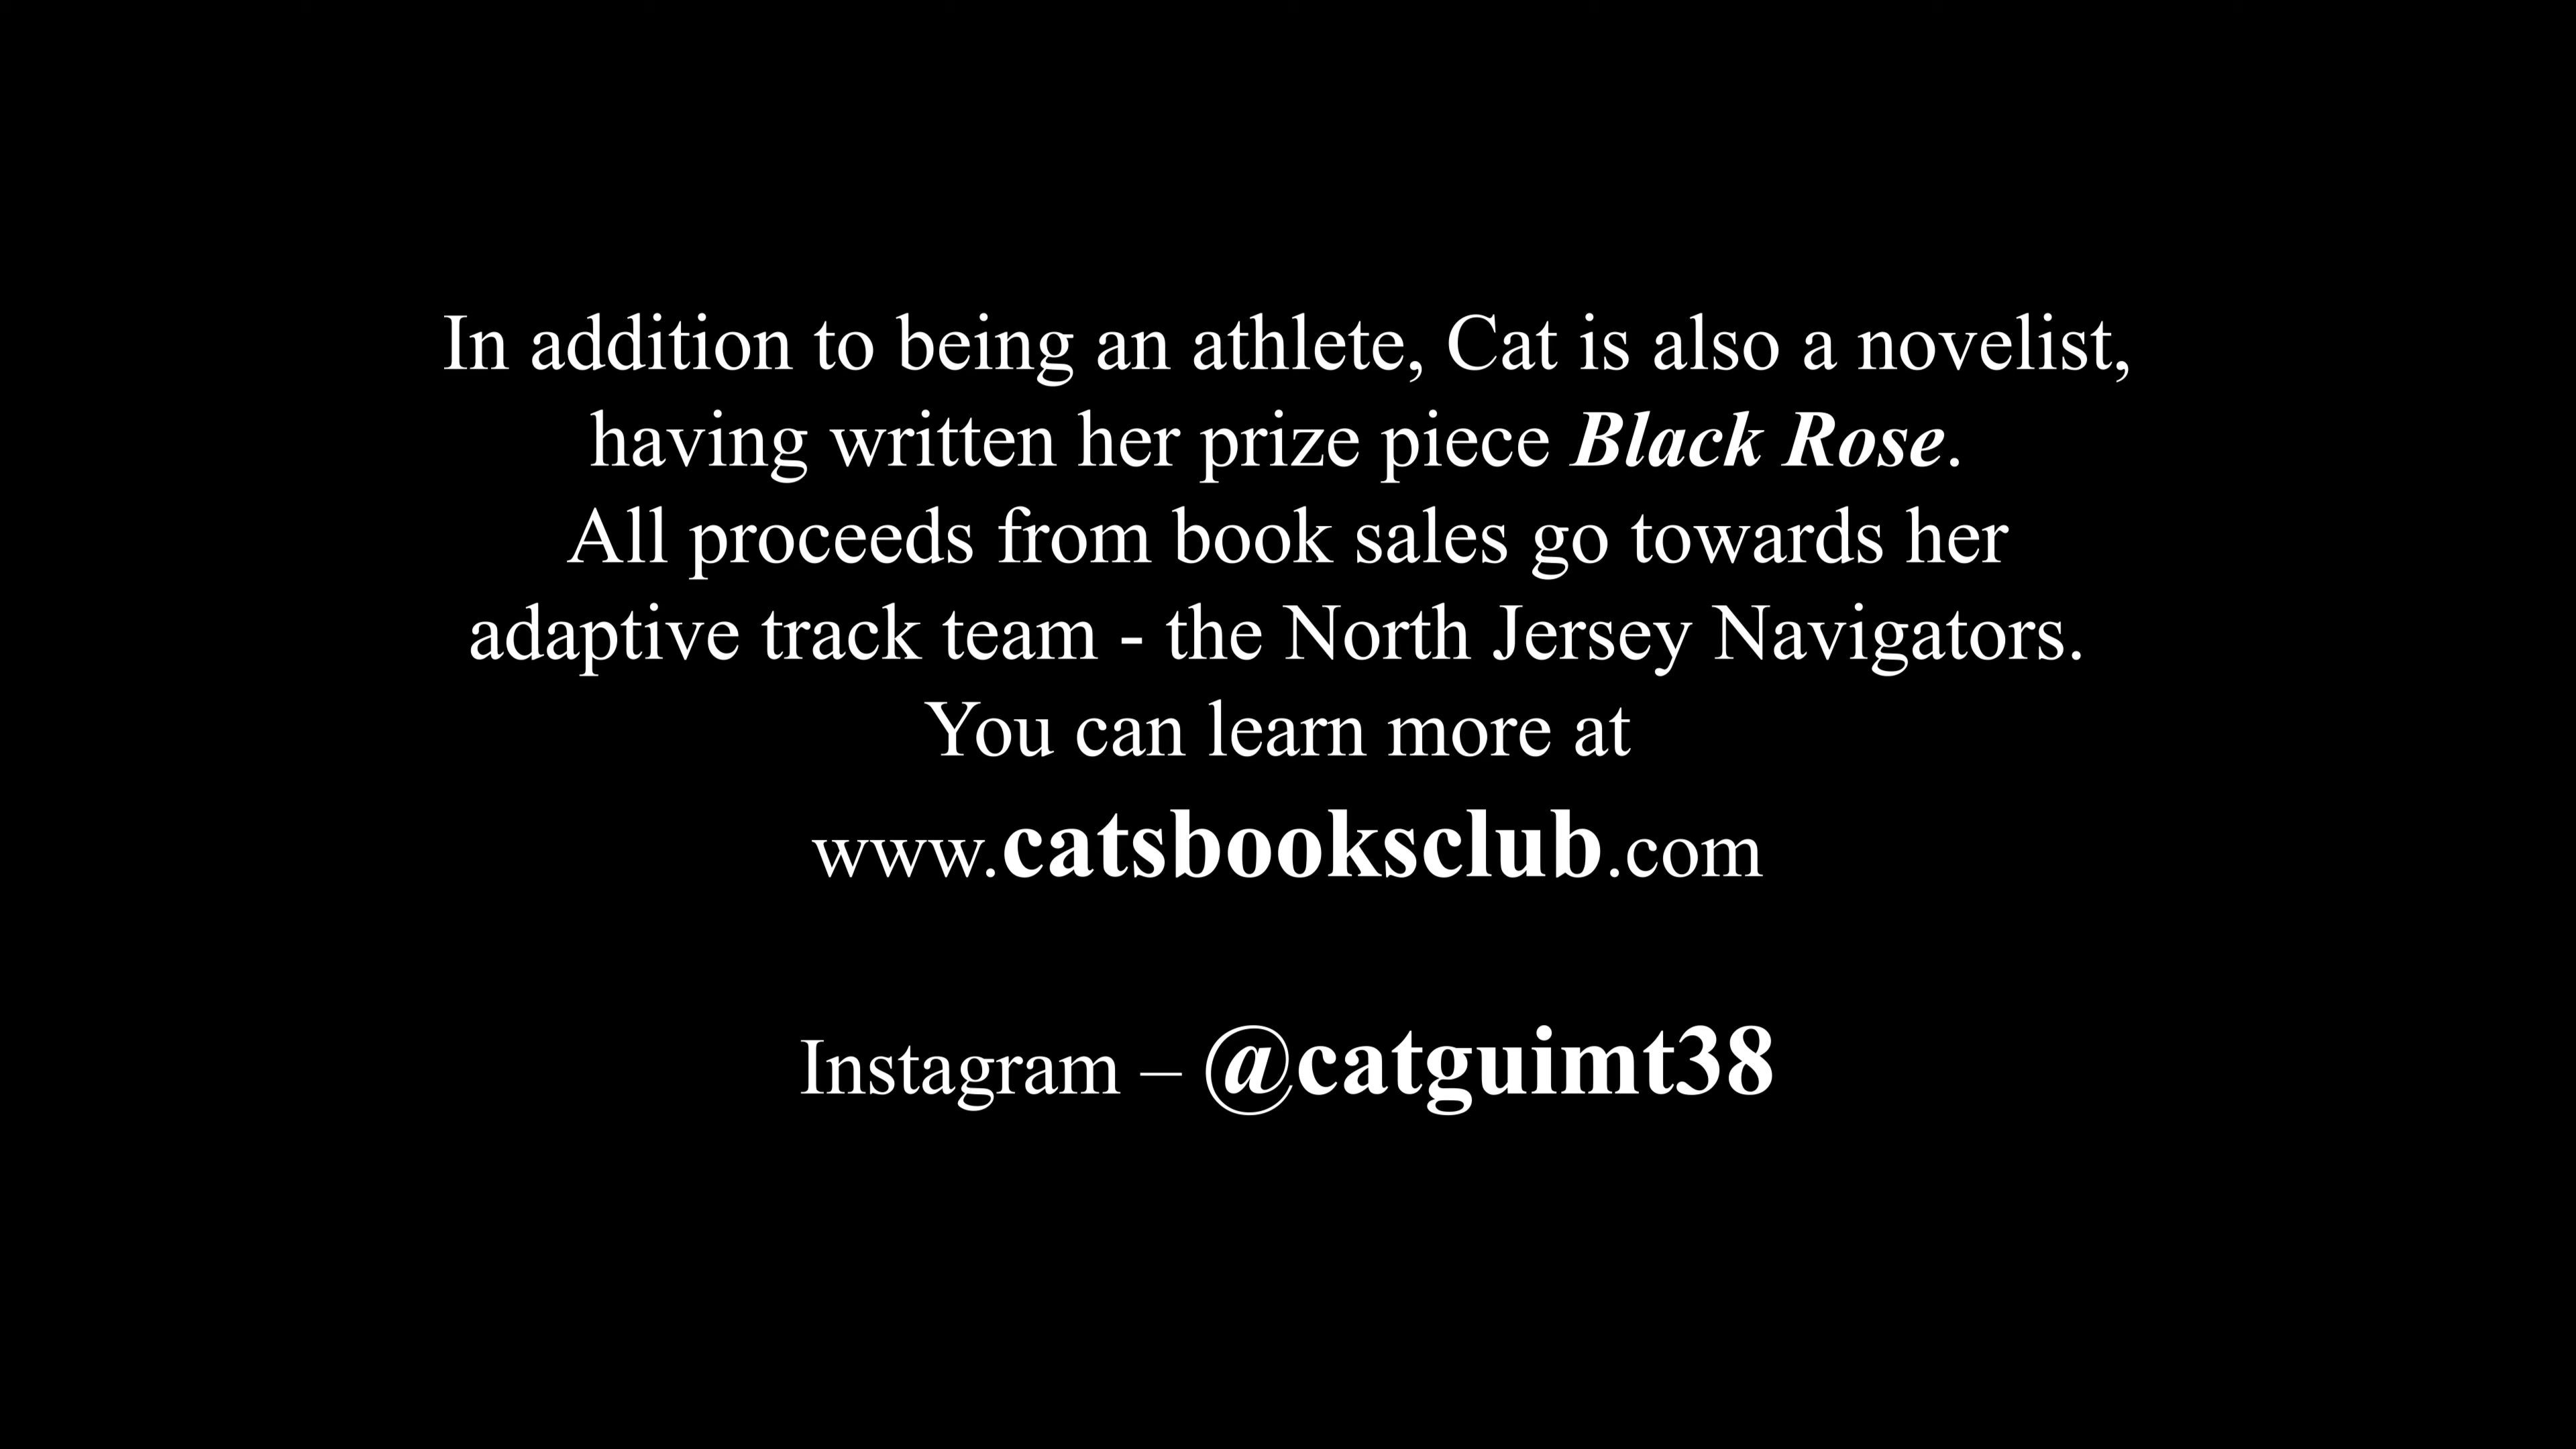 In addition to being an athlete, Cat is also a novelist,
having written her prize piece Black Rose.
All proceeds from book sales go towards her
adaptive track team - the North Jersey Navigators.
You can learn more at
www.catsbooksclub.com
Instagram – @catguimt38